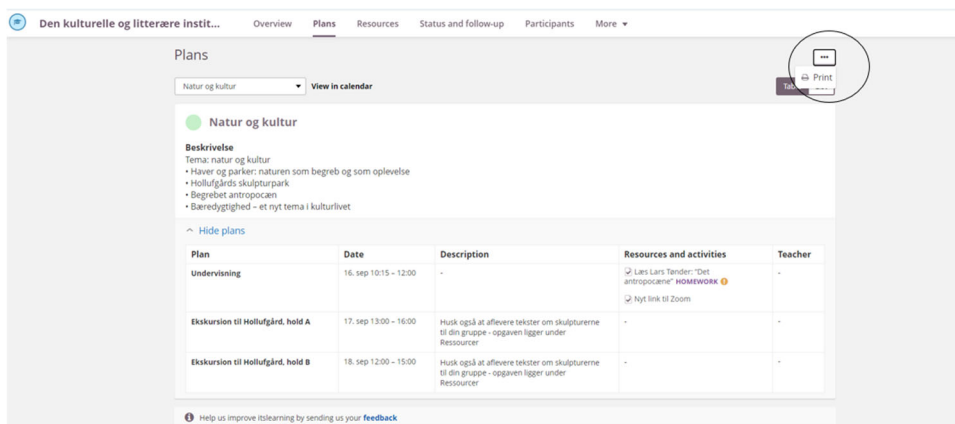 Den kulturelle og litterære instit...
Overview Plans Resources Status and follow-up Participants More
Plans
...
Print
Natur og kultur
View in calendar
Natur og kultur
Beskrivelse
Tema: natur og kultur
• Haver og parker: naturen som begreb og som oplevelse
• Hollufgårds skulpturpark
• Begrebet antropocæn
• Bæredygtighed – et nyt tema i kulturlivet
Hide plans
Plan Date Description Resources and activities Teacher
Undervisning 16. sep 10:15 – 12:00 - Læs Lars Tønder: "Det -
antropocæne" HOMEWORK
Nyt link til Zoom
Ekskursion til Hollufgård, hold A 17. sep 13:00 – 16:00 Husk også at aflevere tekster om skulpturerne - -
til din gruppe - opgaven ligger under
Ressourcer
Ekskursion til Hollufgård, hold B 18. sep 12:00 – 15:00 Husk også at aflevere tekster om skulpturerne - -
til din gruppe - opgaven ligger under
Ressourcer
Help us improve itslearning by sending us your feedback